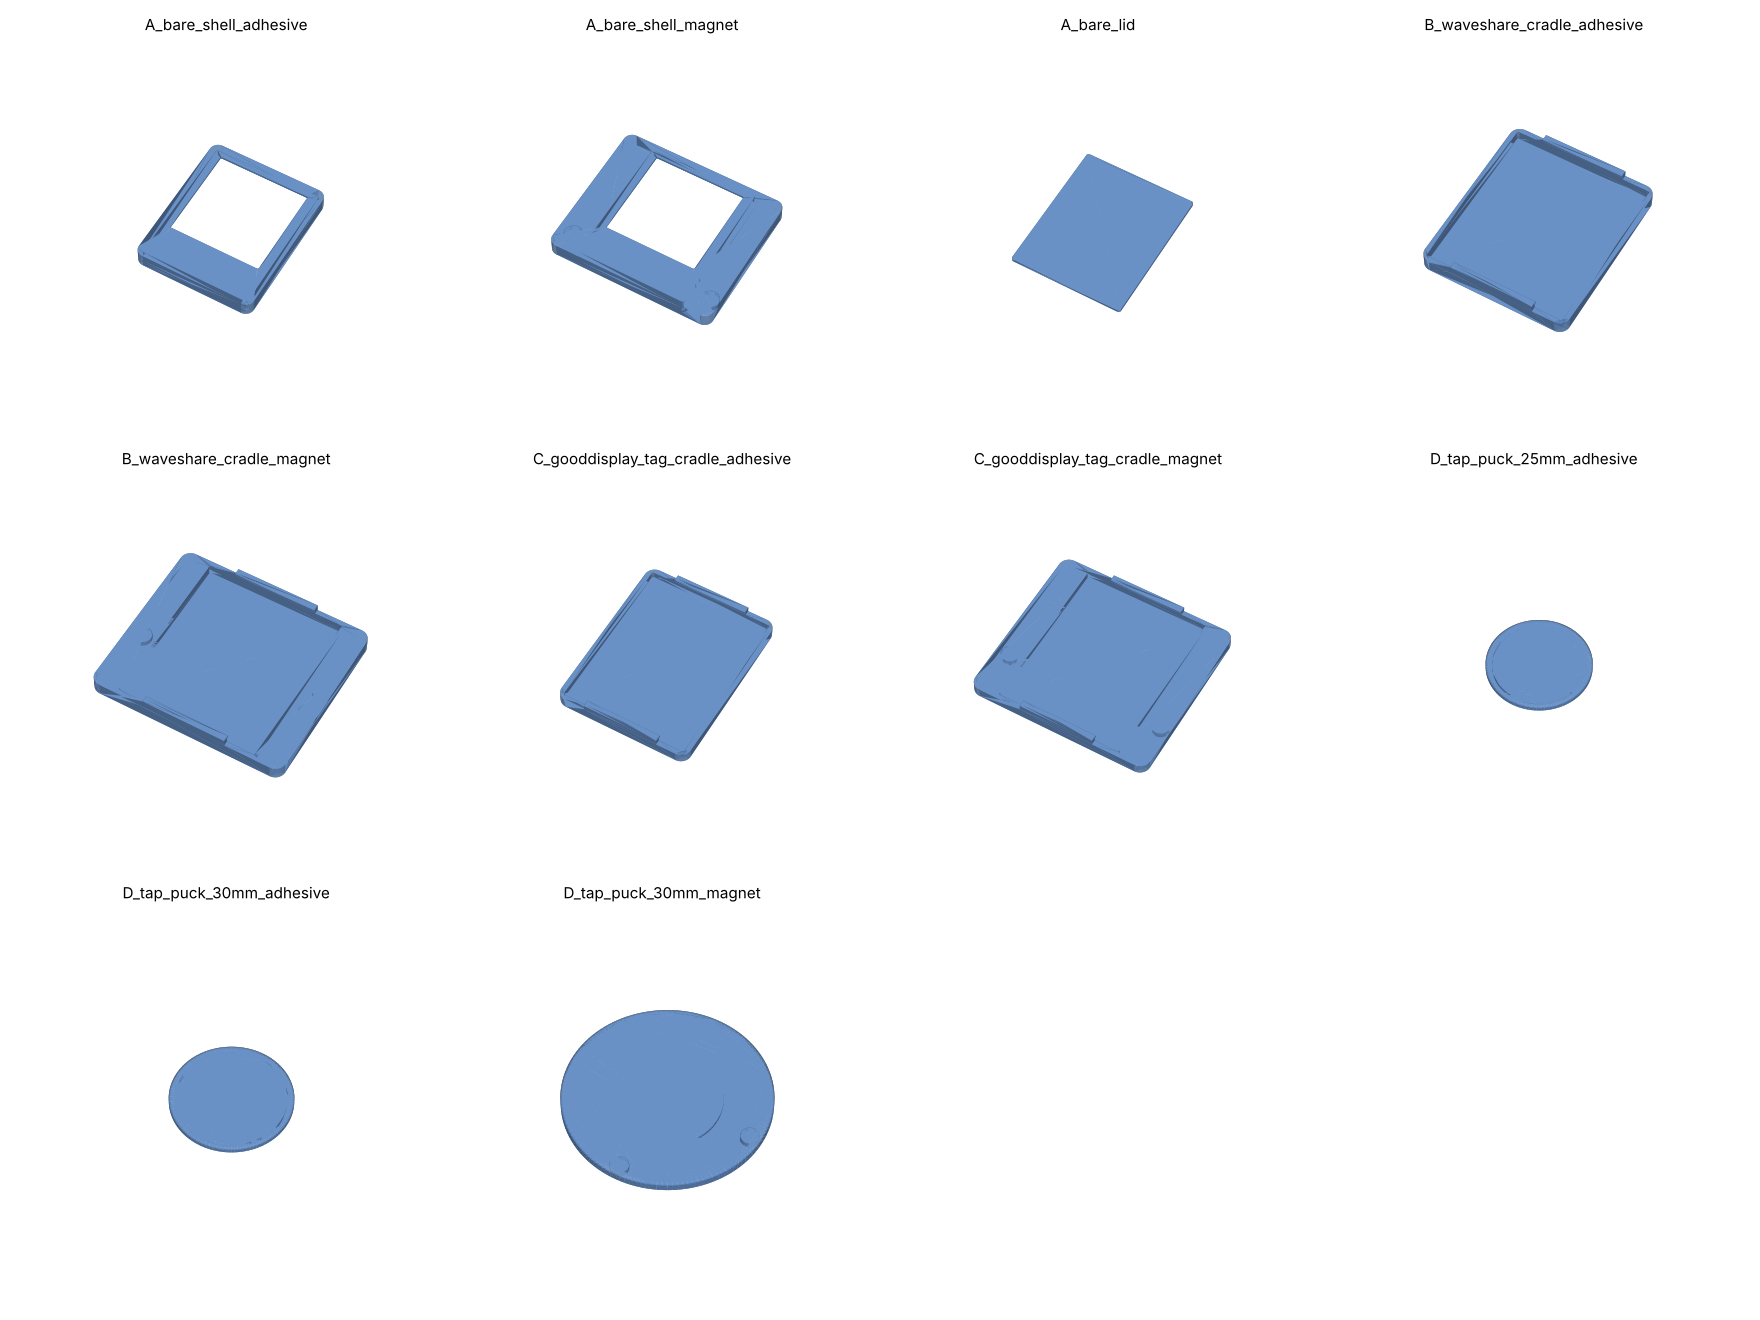 A_bare_shell_adhesive
A_bare_shell_magnet
A_bare_lid
B_waveshare_cradle_adhesive
B_waveshare_cradle_magnet
C_gooddisplay_tag_cradle_adhesive
C_gooddisplay_tag_cradle_magnet
D_tap_puck_25mm_adhesive
D_tap_puck_30mm_adhesive
D_tap_puck_30mm_magnet